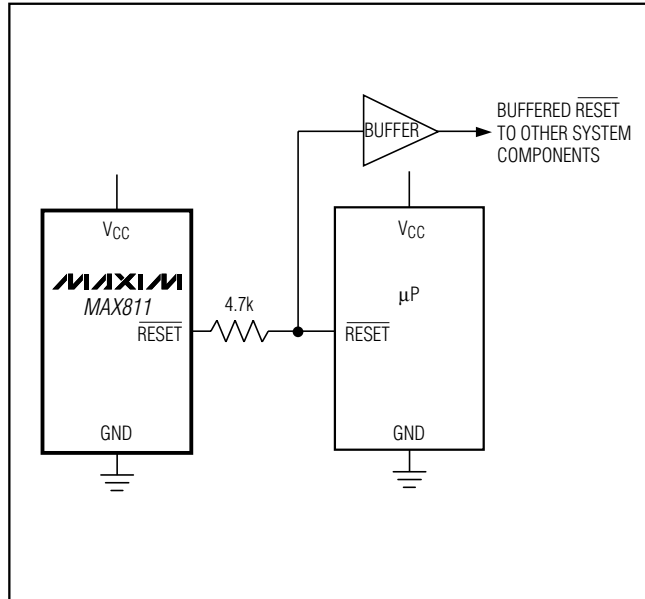 BUFFER
BUFFERED RESET
TO OTHER SYSTEM
COMPONENTS
VCC
MAXIM
MAX811
RESET
GND
4.7k
VCC
μP
RESET
GND